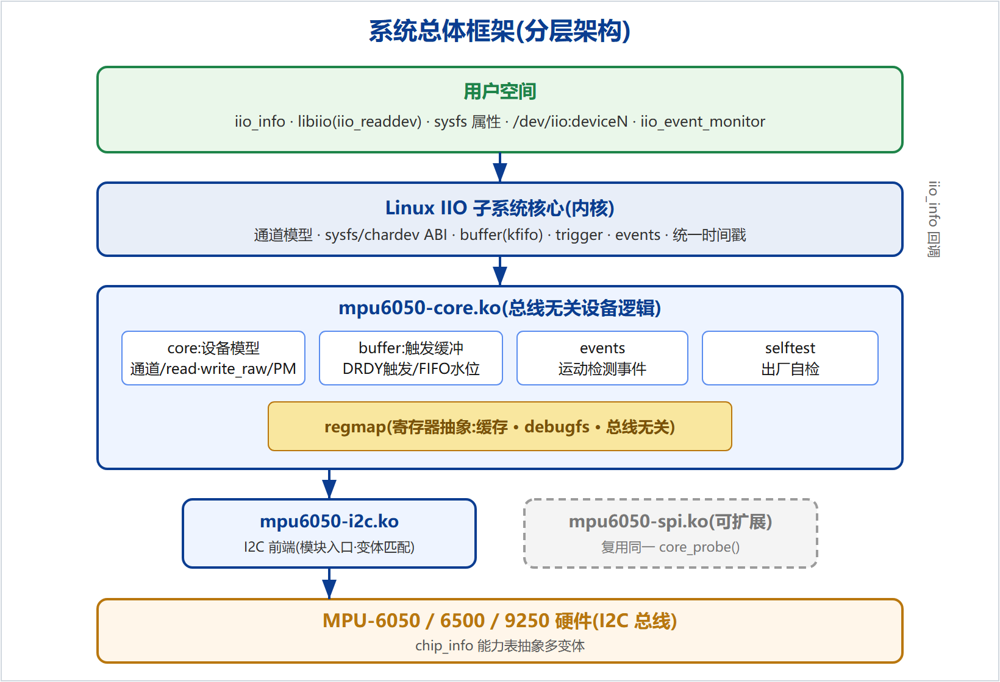 系统总体框架(分层架构)
用户空间
iio_info · libiio(iio_readdev) · sysfs 属性 · /dev/iio:deviceN · iio_event_monitor
Linux IIO 子系统核心(内核)
通道模型 · sysfs/chardev ABI · buffer(kfifo) · trigger · events · 统一时间戳
iio_info 回调
mpu6050-core.ko(总线无关设备逻辑)
core:设备模型
通道/read·write_raw/PM
buffer:触发缓冲
DRDY触发/FIFO水位
events
运动检测事件
selftest
出厂自检
regmap(寄存器抽象:缓存 • debugfs • 总线无关)
mpu6050-i2c.ko
I2C 前端(模块入口·变体匹配)
mpu6050-spi.ko(可扩展)
复用同一 core_probe()
MPU-6050 / 6500 / 9250 硬件(I2C 总线)
chip_info 能力表抽象多变体